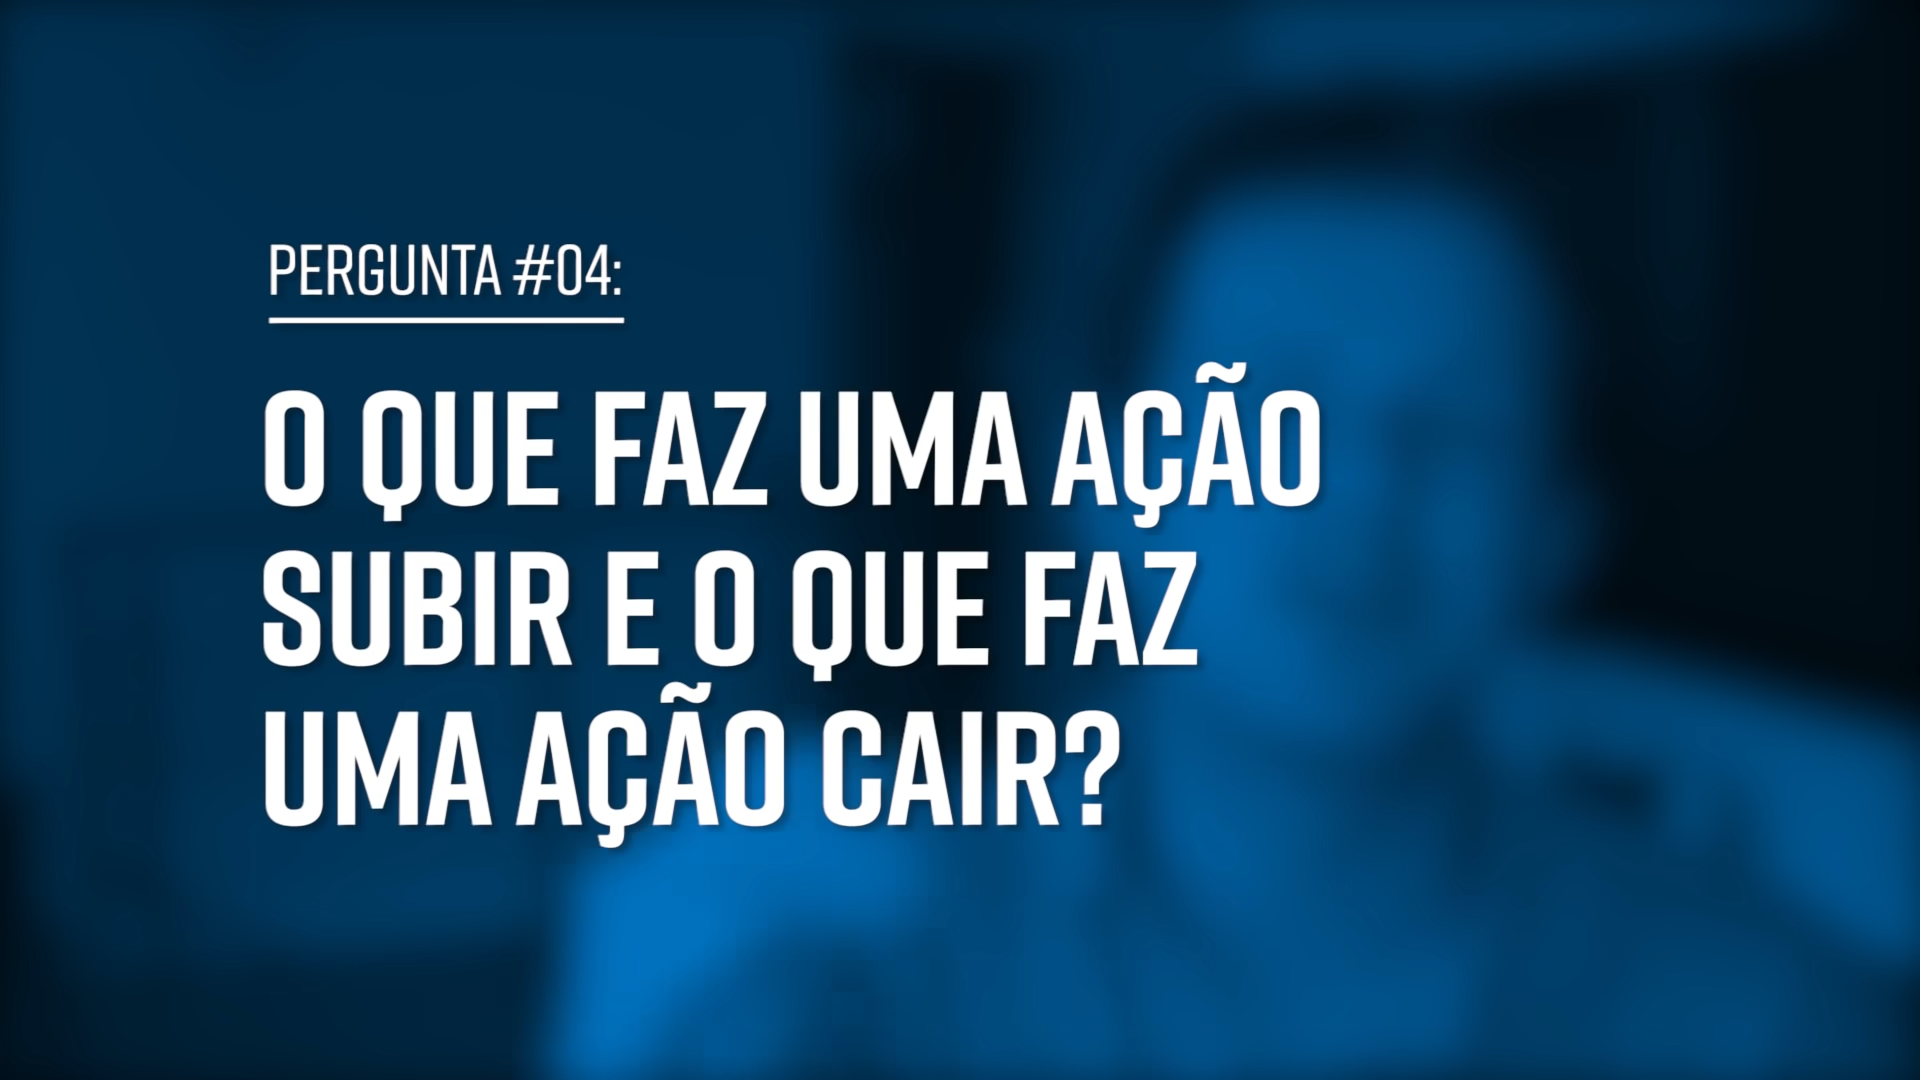 PERGUNTA #04:
O QUE FAZ UMA AÇÃO
SUBIR E O QUE FAZ
UMA AÇÃO CAIR?